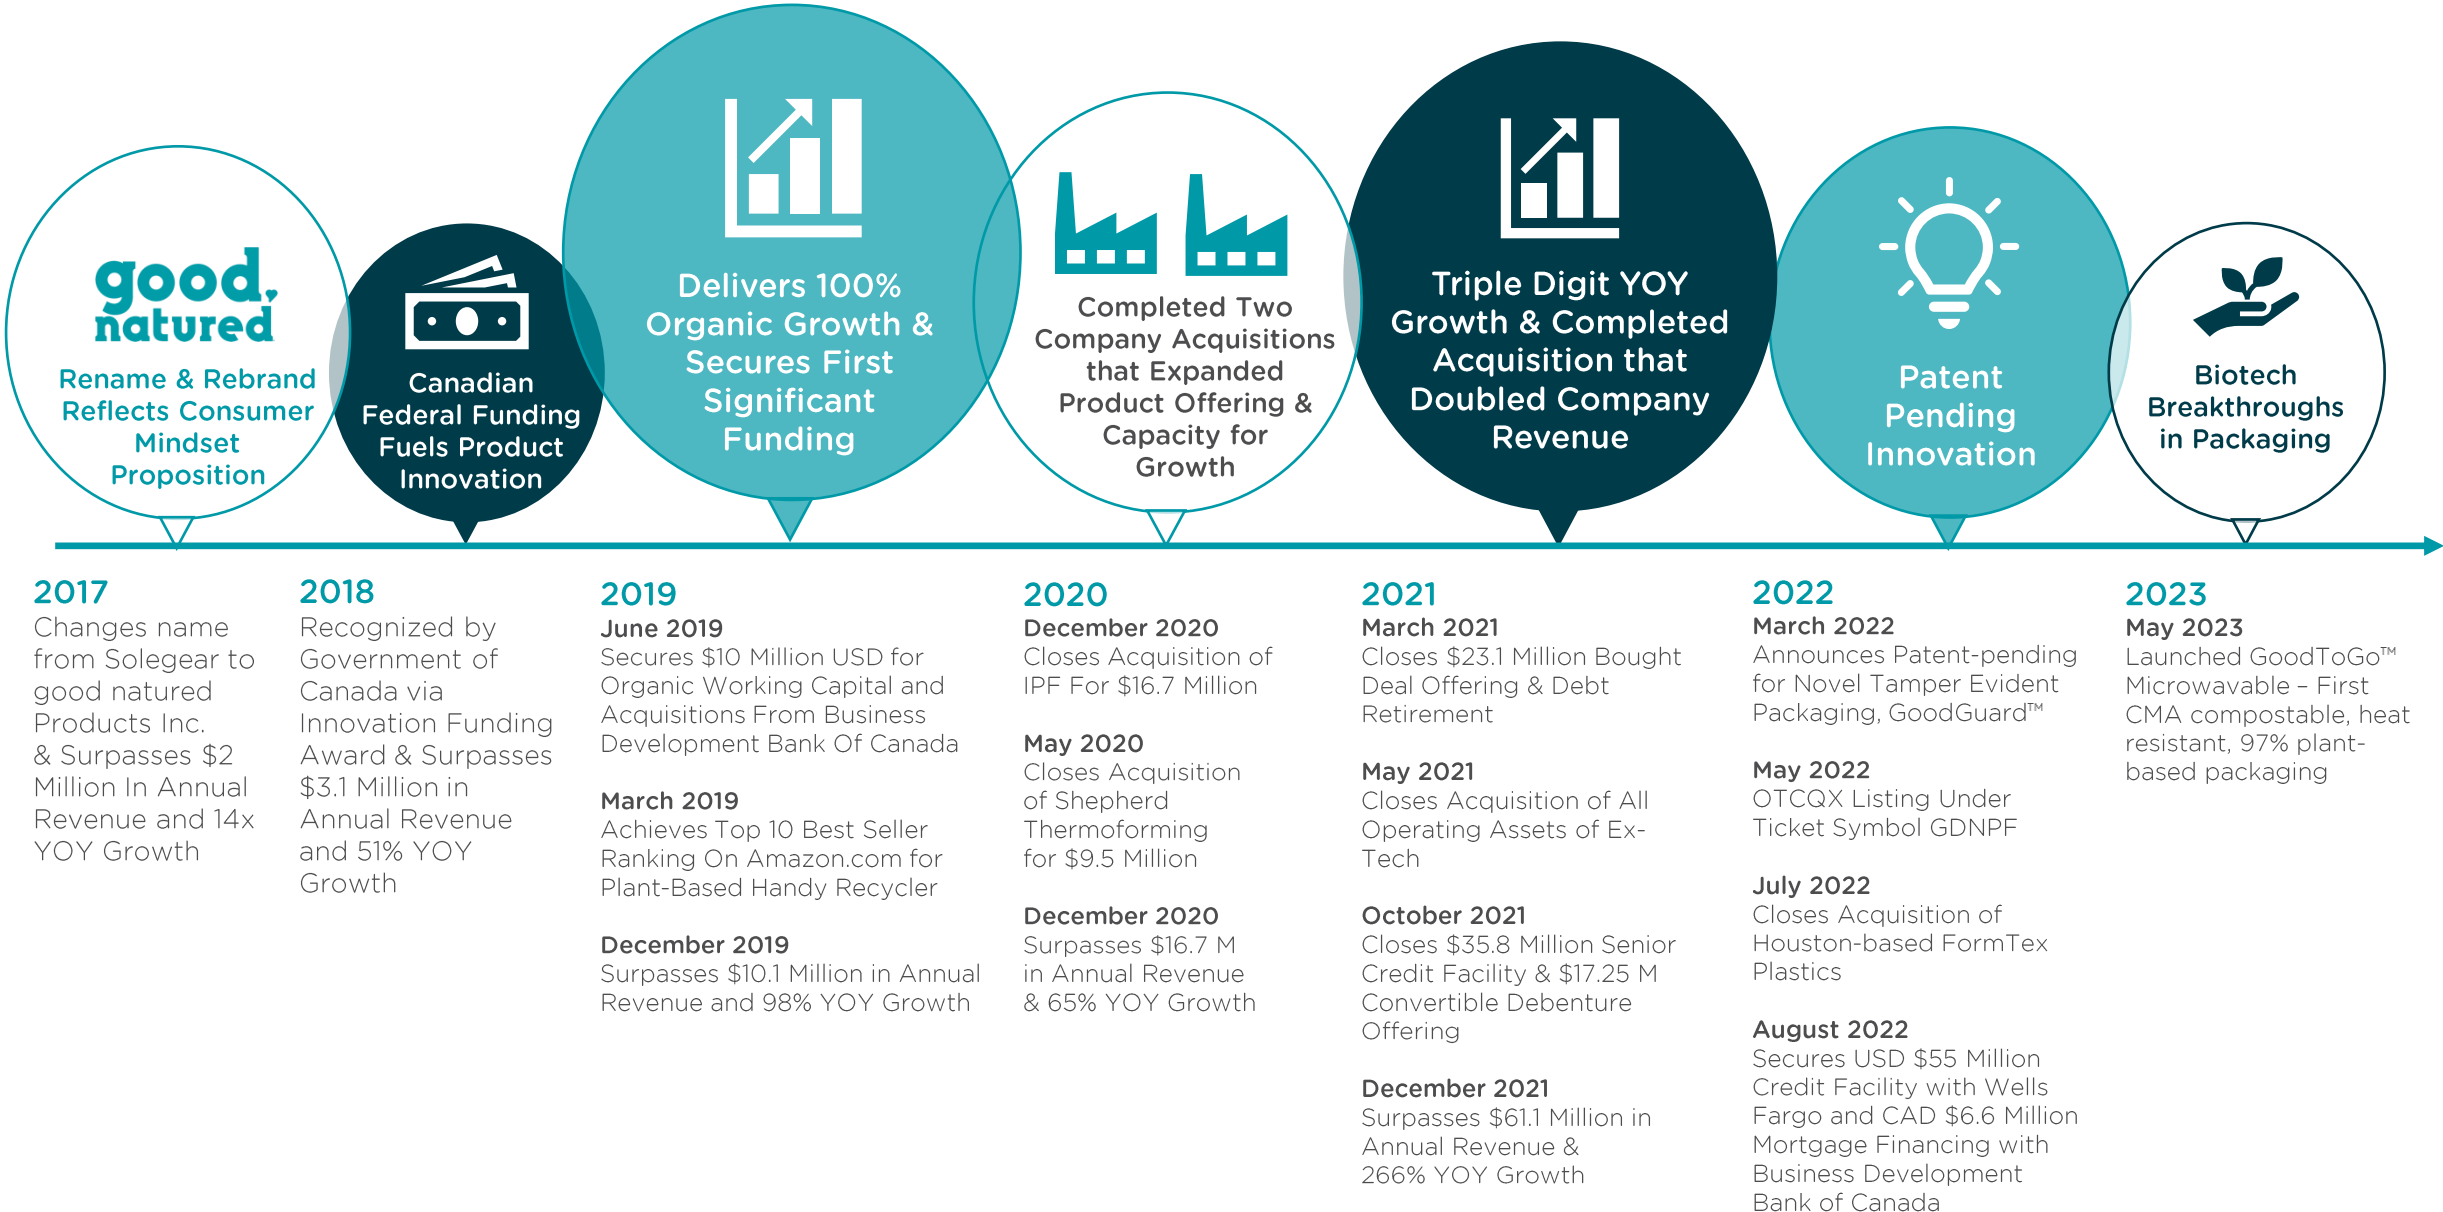 good
natured
Rename & Rebrand
Reflects Consumer
Mindset
Proposition
Canadian
Federal Funding
Fuels Product
Innovation
Delivers 100%
Organic Growth &
Secures First
Significant
Funding
Completed Two
Company Acquisitions
that Expanded
Product Offering &
Capacity for
Growth
Triple Digit YOY
Growth & Completed
Acquisition that
Doubled Company
Revenue
Patent
Pending
Innovation
Biotech
Breakthroughs
in Packaging
2017
Changes name
from Solegear to
good natured
Products Inc.
& Surpasses $2
Million In Annual
Revenue and 14x
YOY Growth
2018
Recognized by
Government of
Canada via
Innovation Funding
Award & Surpasses
$3.1 Million in
Annual Revenue
and 51% YOY
Growth
2019
June 2019
Secures $10 Million USD for
Organic Working Capital and
Acquisitions From Business
Development Bank Of Canada
March 2019
Achieves Top 10 Best Seller
Ranking On Amazon.com for
Plant-Based Handy Recycler
December 2019
Surpasses $10.1 Million in Annual
Revenue and 98% YOY Growth
2020
December 2020
Closes Acquisition of
IPF For $16.7 Million
May 2020
Closes Acquisition
of Shepherd
Thermoforming
for $9.5 Million
December 2020
Surpasses $16.7 M
in Annual Revenue
& 65% YOY Growth
2021
March 2021
Closes $23.1 Million Bought
Deal Offering & Debt
Retirement
May 2021
Closes Acquisition of All
Operating Assets of Ex-
Tech
October 2021
Closes $35.8 Million Senior
Credit Facility & $17.25 M
Convertible Debenture
Offering
December 2021
Surpasses $61.1 Million in
Annual Revenue &
266% YOY Growth
2022
March 2022
Announces Patent-pending
for Novel Tamper Evident
Packaging, GoodGuard™
May 2022
OTCQX Listing Under
Ticket Symbol GDNPF
July 2022
Closes Acquisition of
Houston-based FormTex
Plastics
August 2022
Secures USD $55 Million
Credit Facility with Wells
Fargo and CAD $6.6 Million
Mortgage Financing with
Business Development
Bank of Canada
2023
May 2023
Launched GoodToGo™
Microwavable – First
CMA compostable, heat
resistant, 97% plant-
based packaging